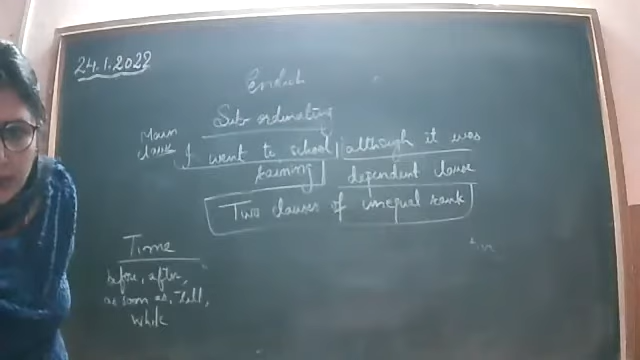 24.1.2022
English
Sub ordinating
Main clause
I went to school although it was
raining
dependent clause
Two clauses of unequal rank
Time
before, after,
as soon as, Till,
while